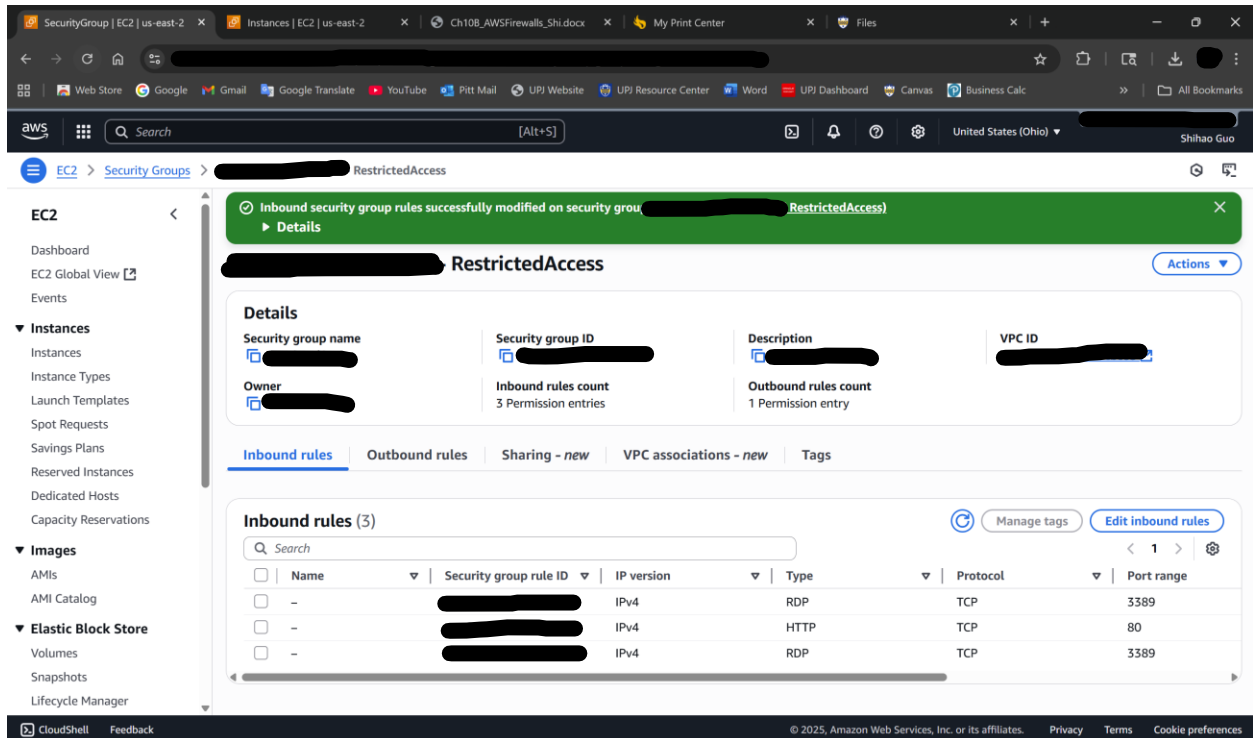 SecurityGroup | EC2 | us-east-2
Instances | EC2 | us-east-2
Ch10B_AWSFirewalls_Shi.docx
My Print Center
Files
Web Store
Google
Gmail
Google Translate
YouTube
Pitt Mail
UPJ Website
UPJ Resource Center
Word
UPJ Dashboard
Canvas
Business Calc
All Bookmarks
aws
Search
[Alt+S]
United States (Ohio)
Shihao Guo
EC2 > Security Groups > RestrictedAccess
EC2
Dashboard
EC2 Global View
Events
Instances
Instances
Instance Types
Launch Templates
Spot Requests
Savings Plans
Reserved Instances
Dedicated Hosts
Capacity Reservations
Images
AMIs
AMI Catalog
Elastic Block Store
Volumes
Snapshots
Lifecycle Manager
Inbound security group rules successfully modified on security grou RestrictedAccess)
Details
RestrictedAccess
Actions
Details
Security group name
Security group ID
Description
VPC ID
Owner
Inbound rules count
3 Permission entries
Outbound rules count
1 Permission entry
Inbound rules
Outbound rules
Sharing - new
VPC associations - new
Tags
Inbound rules (3)
Manage tags
Edit inbound rules
Search
1
Name Security group rule ID IP version Type Protocol Port range
– IPv4 RDP TCP 3389
– IPv4 HTTP TCP 80
– IPv4 RDP TCP 3389
CloudShell Feedback
© 2025, Amazon Web Services, Inc. or its affiliates. Privacy Terms Cookie preferences